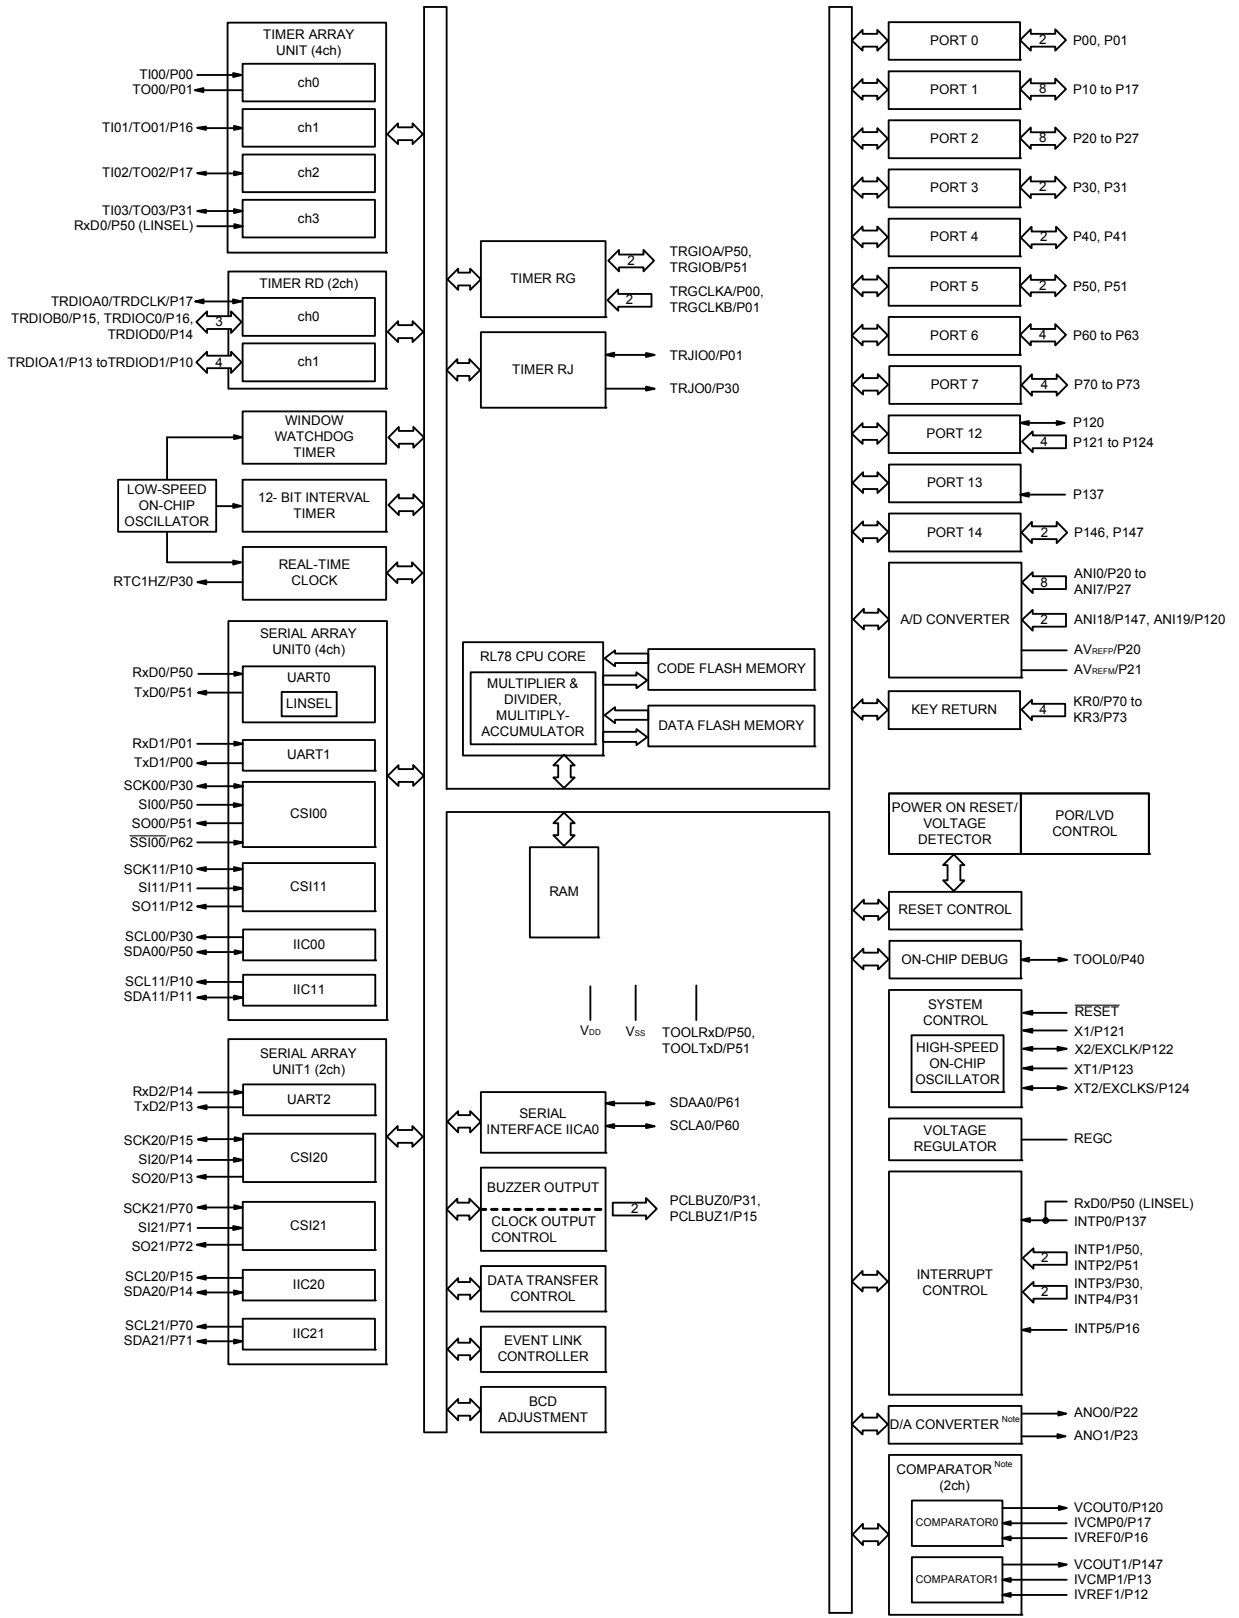 TIMER ARRAY
UNIT (4ch)
TI00/P00
TO00/P01
ch0
TI01/TO01/P16
ch1
TI02/TO02/P17
ch2
TI03/TO03/P31
RxD0/P50 (LINSEL)
ch3
TIMER RD (2ch)
TRDIOA0/TRDCLK/P17
TRDIOB0/P15, TRDIOC0/P16,
TRDIOD0/P14
3
ch0
TRDIOA1/P13 toTRDIOD1/P10
4
ch1
WINDOW
WATCHDOG
TIMER
LOW-SPEED
ON-CHIP
OSCILLATOR
12- BIT INTERVAL
TIMER
REAL-TIME
CLOCK
RTC1HZ/P30
SERIAL ARRAY
UNIT0 (4ch)
RxD0/P50
TxD0/P51
UART0
LINSEL
RxD1/P01
TxD1/P00
UART1
SCK00/P30
SI00/P50
SO00/P51
SSI00/P62
CSI00
SCK11/P10
SI11/P11
SO11/P12
CSI11
SCL00/P30
SDA00/P50
IIC00
SCL11/P10
SDA11/P11
IIC11
SERIAL ARRAY
UNIT1 (2ch)
RxD2/P14
TxD2/P13
UART2
SCK20/P15
SI20/P14
SO20/P13
CSI20
SCK21/P70
SI21/P71
SO21/P72
CSI21
SCL20/P15
SDA20/P14
IIC20
SCL21/P70
SDA21/P71
IIC21
TIMER RG
2
TRGIOA/P50,
TRGIOB/P51
2
TRGCLKA/P00,
TRGCLKB/P01
TIMER RJ
TRJIO0/P01
TRJO0/P30
RL78 CPU CORE
MULTIPLIER &
DIVIDER,
MULITIPLY-
ACCUMULATOR
CODE FLASH MEMORY
DATA FLASH MEMORY
RAM
VDD
VSS
TOOLRxD/P50,
TOOLTxD/P51
SERIAL
INTERFACE IICA0
SDAA0/P61
SCLA0/P60
BUZZER OUTPUT
CLOCK OUTPUT
CONTROL
2
PCLBUZ0/P31,
PCLBUZ1/P15
DATA TRANSFER
CONTROL
EVENT LINK
CONTROLLER
BCD
ADJUSTMENT
PORT 0
2
P00, P01
PORT 1
8
P10 to P17
PORT 2
8
P20 to P27
PORT 3
2
P30, P31
PORT 4
2
P40, P41
PORT 5
2
P50, P51
PORT 6
4
P60 to P63
PORT 7
4
P70 to P73
PORT 12
P120
4
P121 to P124
PORT 13
P137
PORT 14
2
P146, P147
A/D CONVERTER
8
ANI0/P20 to
ANI7/P27
2
ANI18/P147, ANI19/P120
AVREFP/P20
AVREFM/P21
KEY RETURN
4
KR0/P70 to
KR3/P73
POWER ON RESET/
VOLTAGE
DETECTOR
POR/LVD
CONTROL
RESET CONTROL
ON-CHIP DEBUG
TOOL0/P40
SYSTEM
CONTROL
HIGH-SPEED
ON-CHIP
OSCILLATOR
RESET
X1/P121
X2/EXCLK/P122
XT1/P123
XT2/EXCLKS/P124
VOLTAGE
REGULATOR
REGC
INTERRUPT
CONTROL
RxD0/P50 (LINSEL)
INTP0/P137
2
INTP1/P50,
INTP2/P51
2
INTP3/P30,
INTP4/P31
INTP5/P16
D/A CONVERTER Note
ANO0/P22
ANO1/P23
COMPARATOR Note
(2ch)
COMPARATOR0
VCOUT0/P120
IVCMP0/P17
IVREF0/P16
COMPARATOR1
VCOUT1/P147
IVCMP1/P13
IVREF1/P12